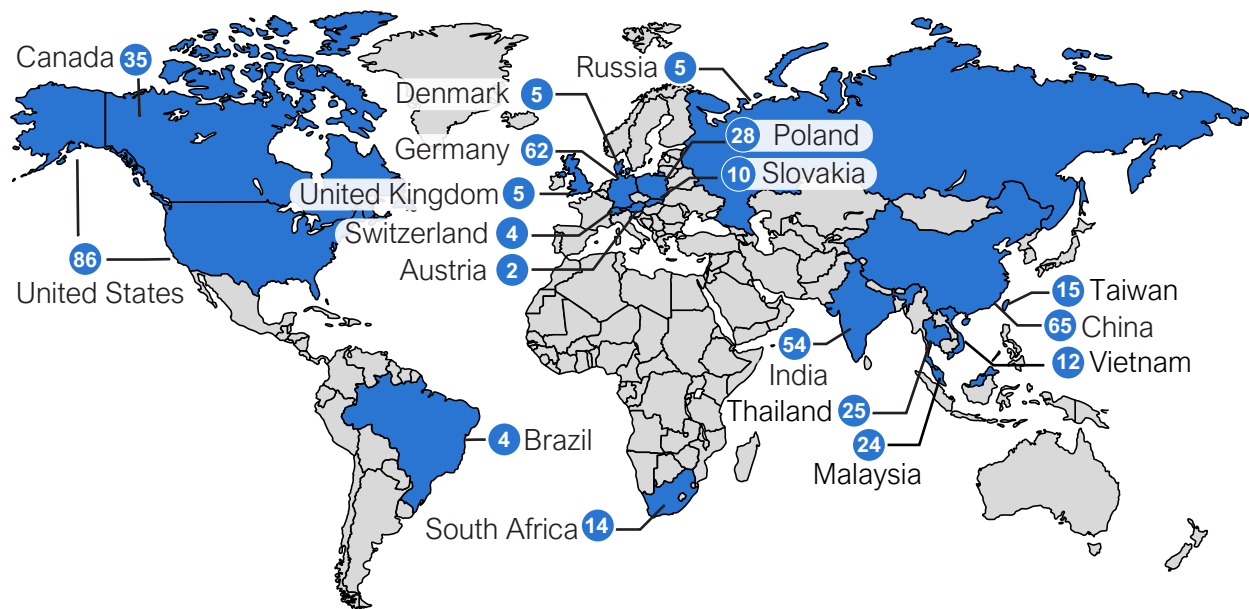 Canada 35
Russia 5
Denmark 5
28 Poland
Germany 62
10 Slovakia
United Kingdom 5
Switzerland 4
86
Austria 2
United States
15 Taiwan
65 China
54
12 Vietnam
India
Thailand 25
4 Brazil
24
Malaysia
South Africa 14